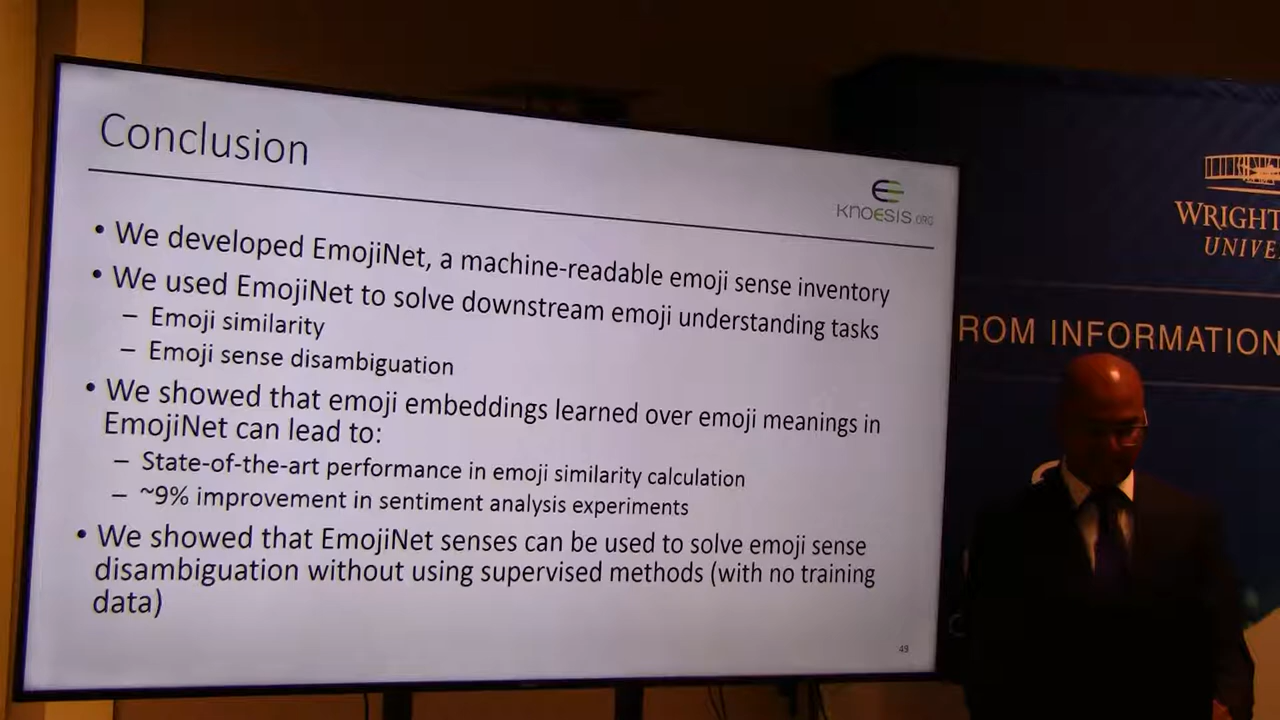 Conclusion
KNOESIS.ORG
• We developed EmojiNet, a machine-readable emoji sense inventory
• We used EmojiNet to solve downstream emoji understanding tasks
– Emoji similarity
– Emoji sense disambiguation
• We showed that emoji embeddings learned over emoji meanings in
EmojiNet can lead to:
– State-of-the-art performance in emoji similarity calculation
– ~9% improvement in sentiment analysis experiments
• We showed that EmojiNet senses can be used to solve emoji sense
disambiguation without using supervised methods (with no training
data)
49
WRIGHT
UNIVE
ROM INFORMATION